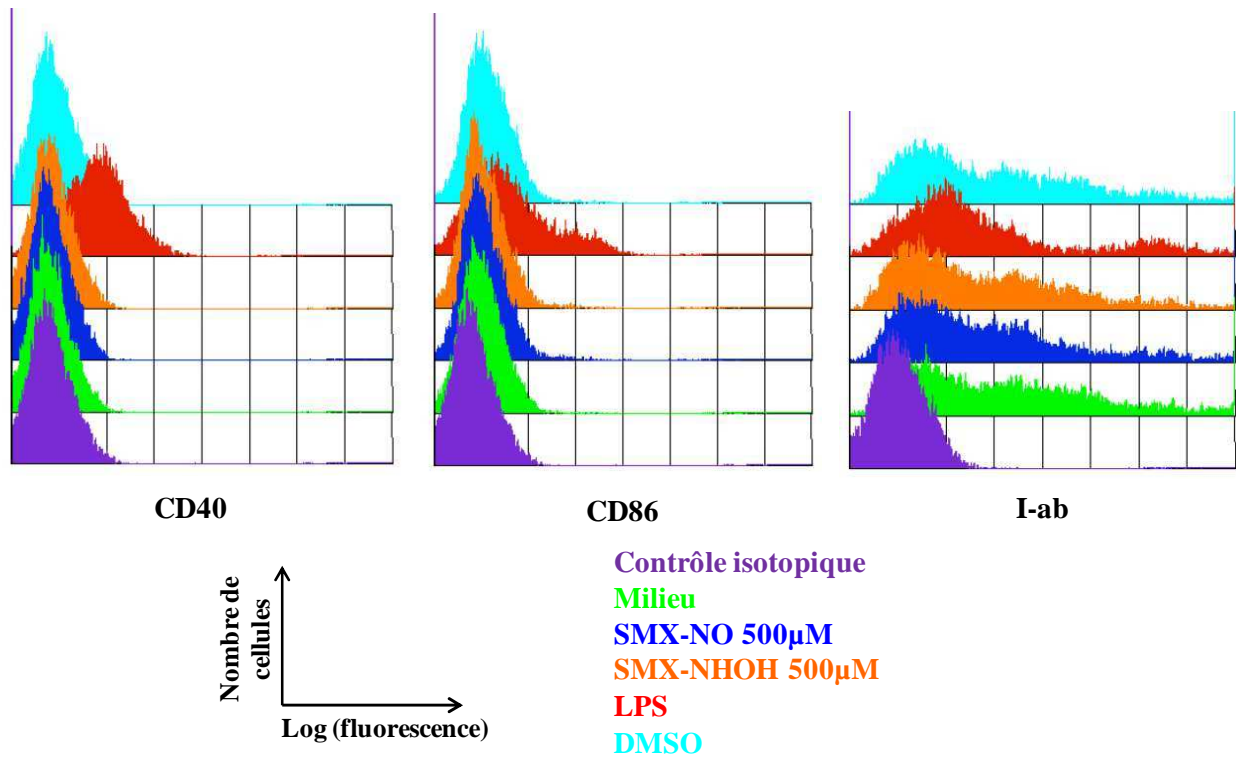 CD40
CD86
I-ab
Nombre de
cellules
Log (fluorescence)
Contrôle isotopique
Milieu
SMX-NO 500µM
SMX-NHOH 500µM
LPS
DMSO